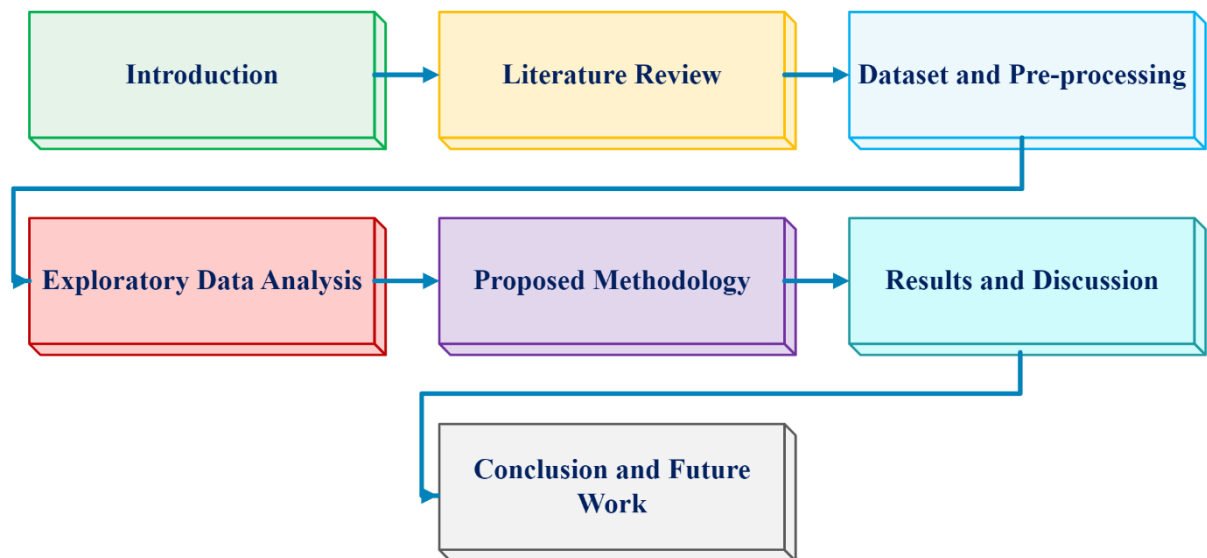 Introduction
Literature Review
Dataset and Pre-processing
Exploratory Data Analysis
Proposed Methodology
Results and Discussion
Conclusion and Future
Work